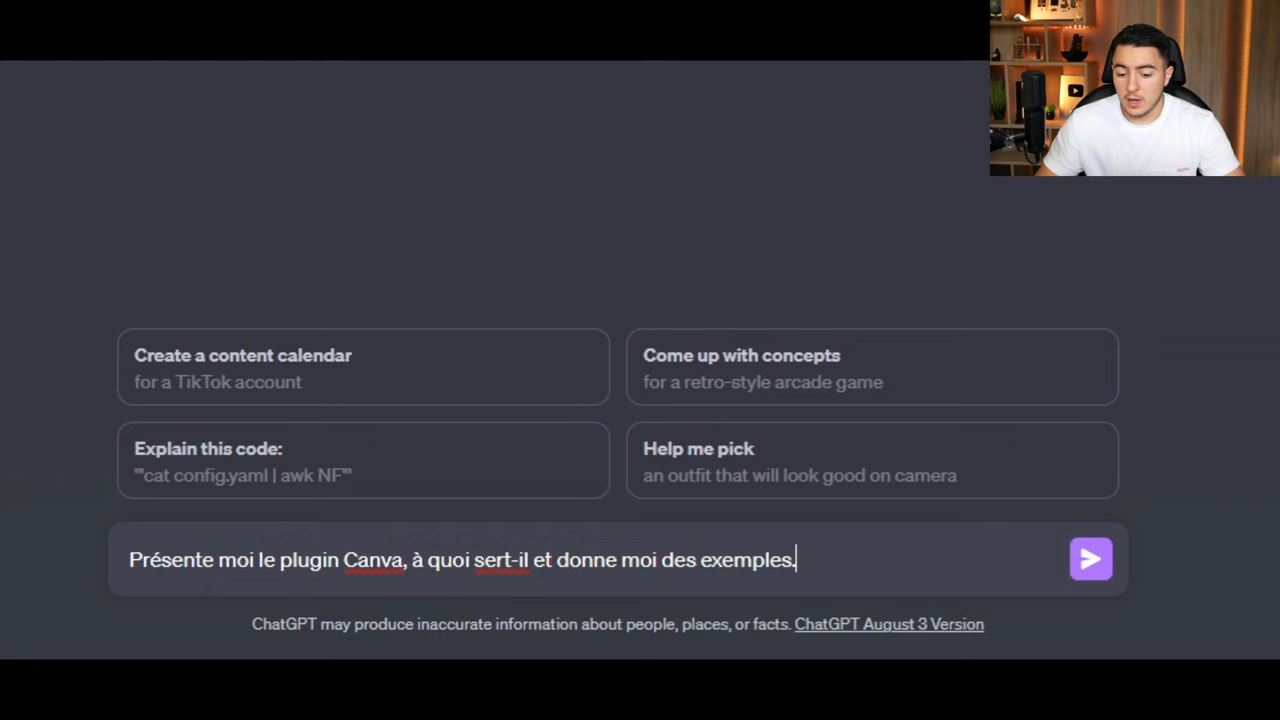 Create a content calendar
for a TikTok account
Come up with concepts
for a retro-style arcade game
Explain this code:
"'cat config.yaml | awk NF'"
Help me pick
an outfit that will look good on camera
Présente moi le plugin Canva, à quoi sert-il et donne moi des exemples.
ChatGPT may produce inaccurate information about people, places, or facts. ChatGPT August 3 Version